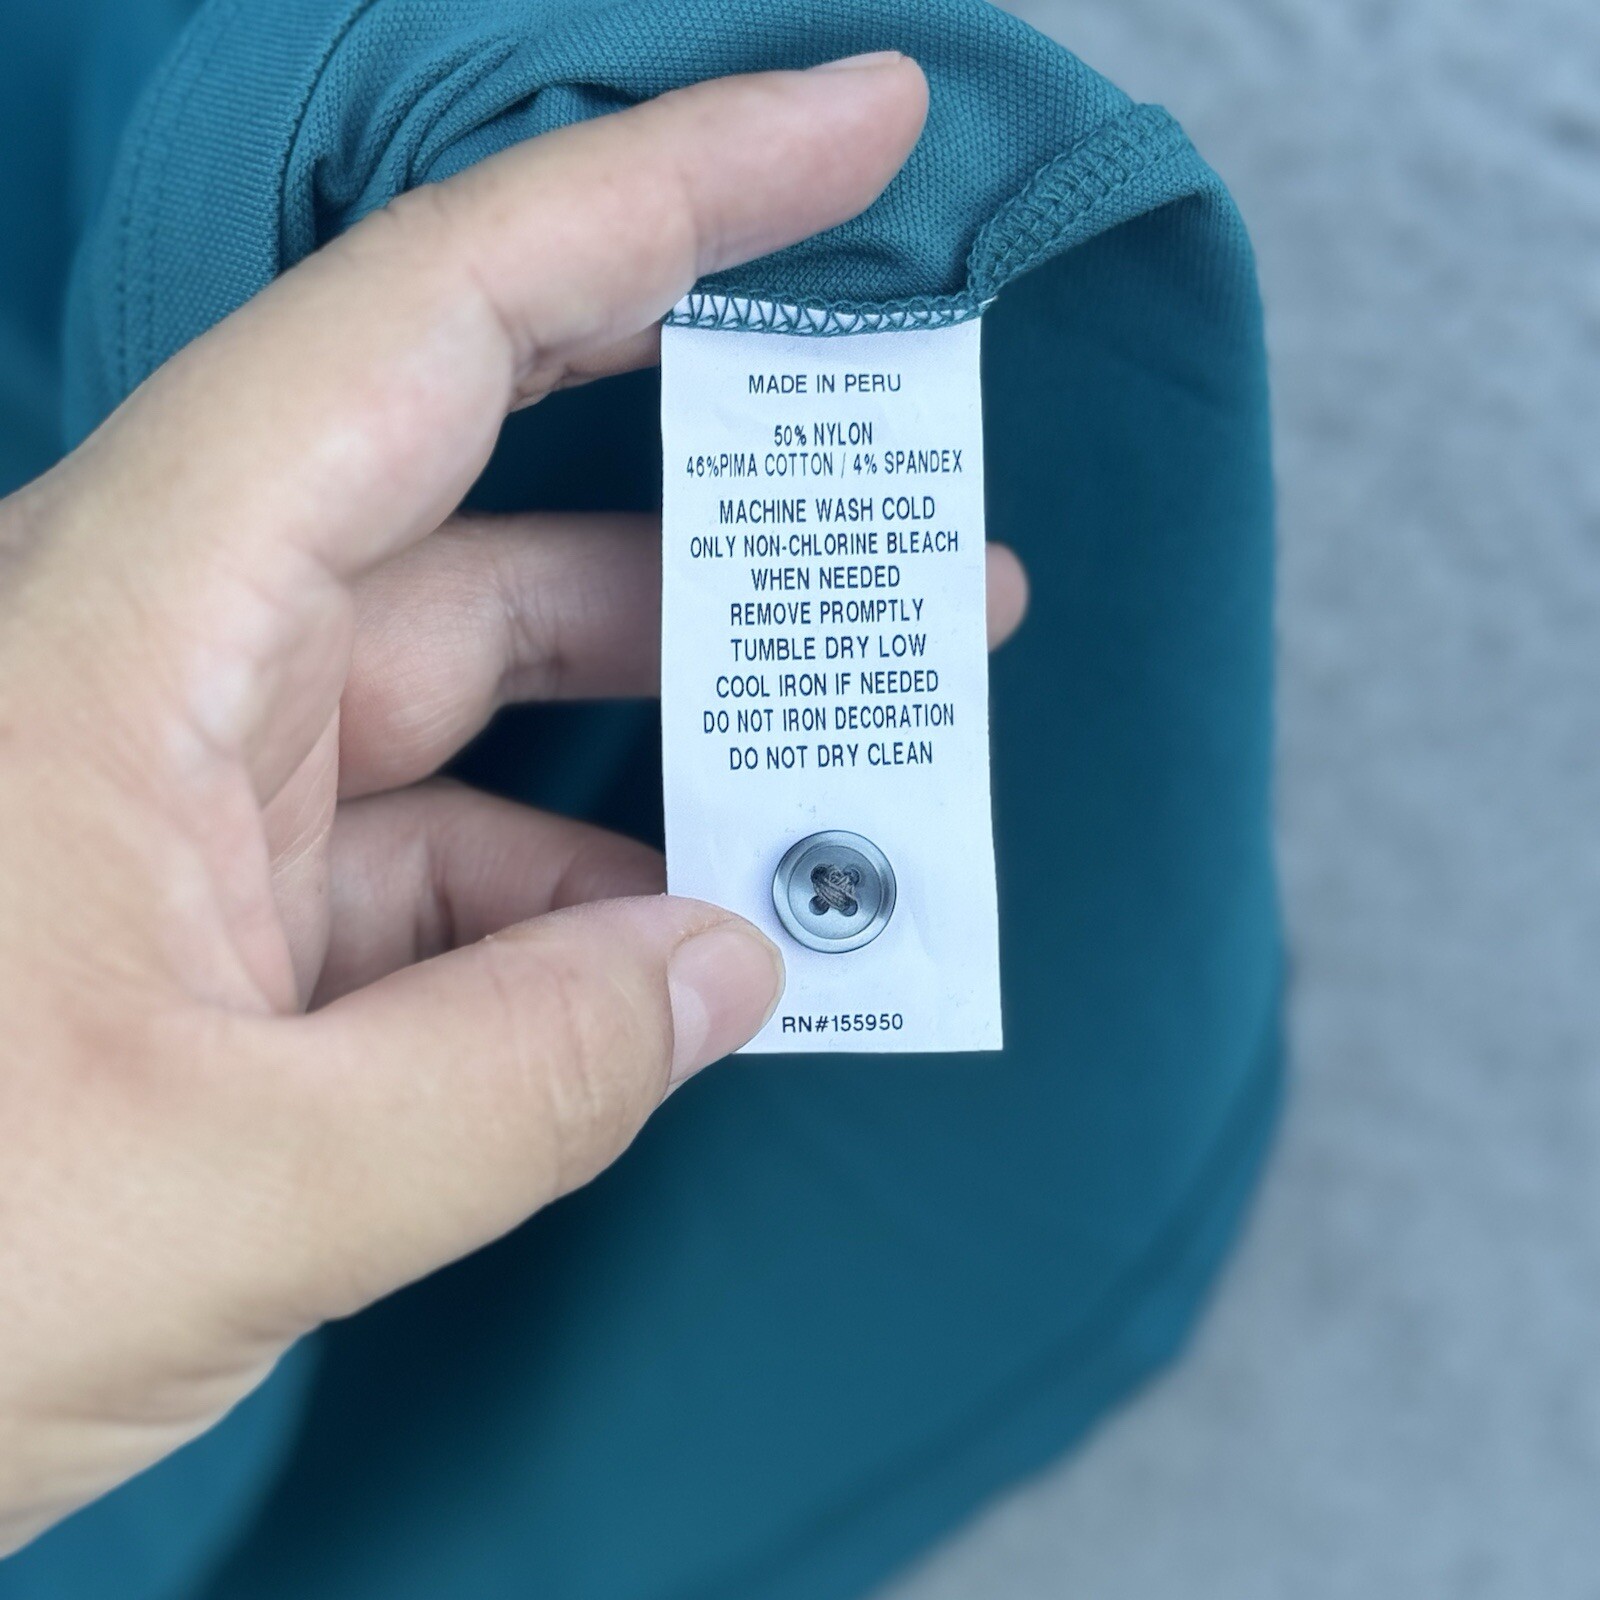 MADE IN PERU
50% NYLON
46%PIMA COTTON / 4% SPANDEX
MACHINE WASH COLD
ONLY NON-CHLORINE BLEACH
WHEN NEEDED
REMOVE PROMPTLY
TUMBLE DRY LOW
COOL IRON IF NEEDED
DO NOT IRON DECORATION
DO NOT DRY CLEAN
RN#155950